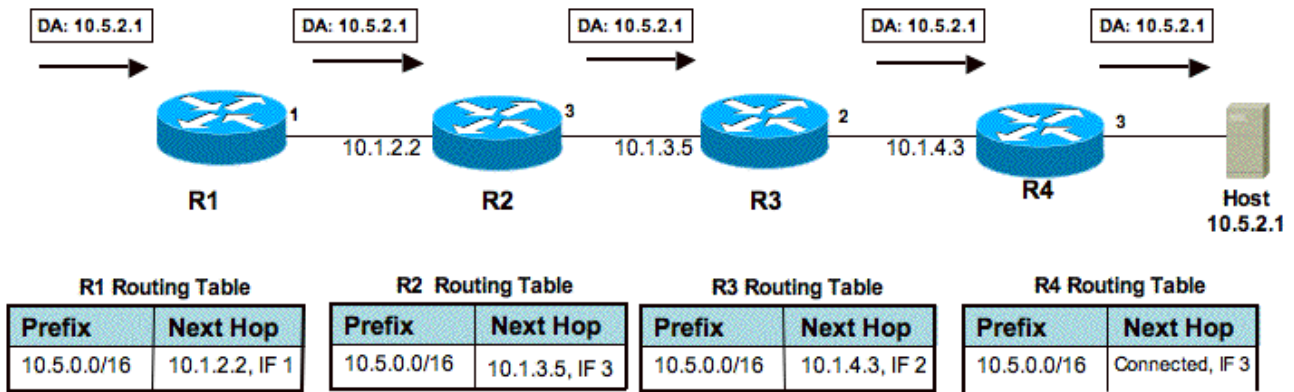 DA: 10.5.2.1 DA: 10.5.2.1 DA: 10.5.2.1 DA: 10.5.2.1 DA: 10.5.2.1
1 3 2 3
10.1.2.2 10.1.3.5 10.1.4.3
R1 R2 R3 R4 Host
10.5.2.1
R1 Routing Table
Prefix Next Hop
10.5.0.0/16 10.1.2.2, IF 1
R2 Routing Table
Prefix Next Hop
10.5.0.0/16 10.1.3.5, IF 3
R3 Routing Table
Prefix Next Hop
10.5.0.0/16 10.1.4.3, IF 2
R4 Routing Table
Prefix Next Hop
10.5.0.0/16 Connected, IF 3